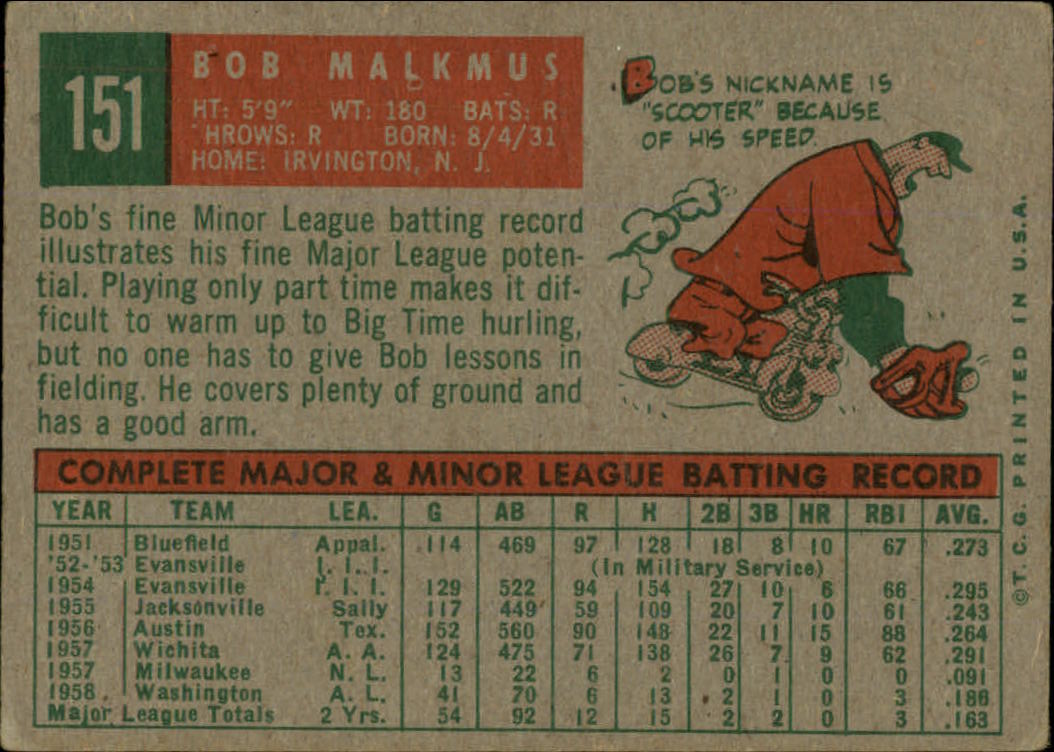 151
BOB MALKMUS
HT: 5'9" WT: 180 BATS: R
HROWS: R BORN: 8/4/31
HOME: IRVINGTON, N. J.
BOB'S NICKNAME IS
"SCOOTER" BECAUSE
OF HIS SPEED.
Bob's fine Minor League batting record
illustrates his fine Major League poten-
tial. Playing only part time makes it dif-
ficult to warm up to Big Time hurling,
but no one has to give Bob lessons in
fielding. He covers plenty of ground and
has a good arm.
©T. C. G. PRINTED IN U.S.A.
COMPLETE MAJOR & MINOR LEAGUE BATTING RECORD
YEAR TEAM LEA. G AB R H 2B 3B HR RBI AVG.
1951 Bluefield Appal. 114 469 97 128 18 8 10 67 .273
'52-'53 Evansville I. I. I. (In Military Service)
1954 Evansville I. I. I. 129 522 94 154 27 10 6 66 .295
1955 Jacksonville Sally 117 449 59 109 20 7 10 61 .243
1956 Austin Tex. 152 560 90 148 22 11 15 88 .264
1957 Wichita A. A. 124 475 71 138 26 7 9 62 .291
1957 Milwaukee N. L. 13 22 6 2 0 1 0 0 .091
1958 Washington A. L. 41 70 6 13 2 1 0 3 .186
Major League Totals 2 Yrs. 54 92 12 15 2 2 0 3 .163